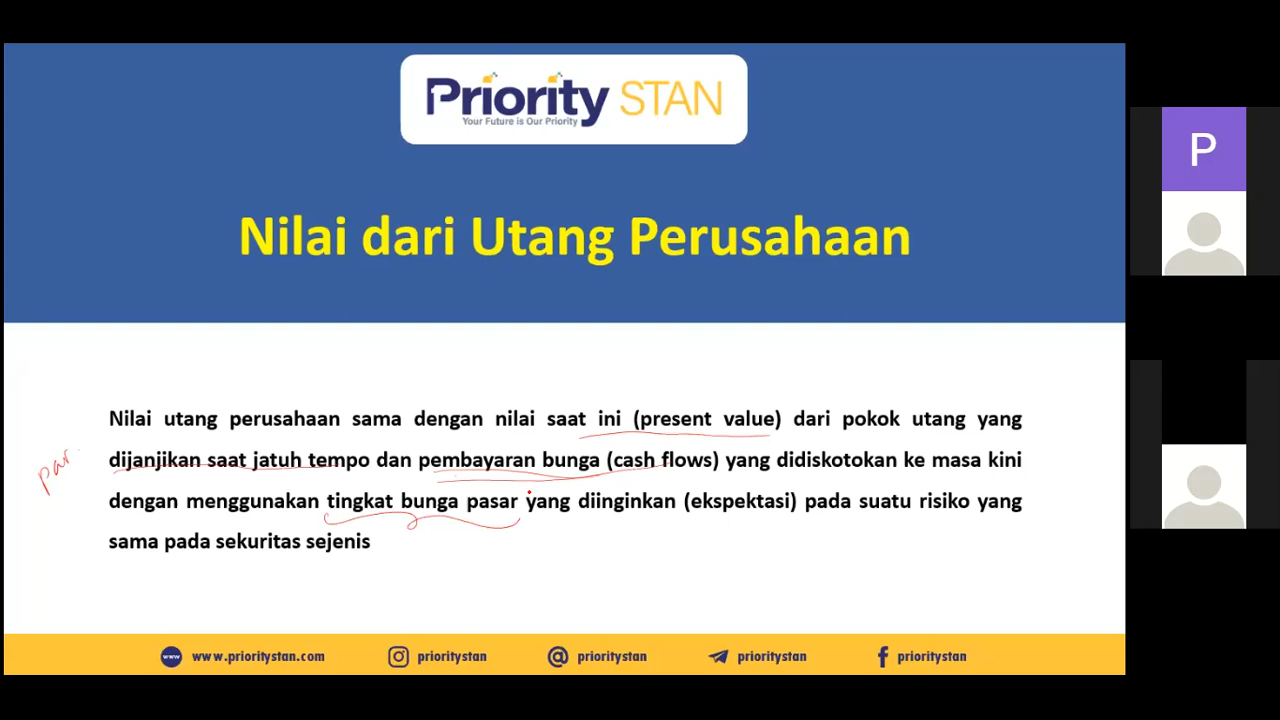 Priority STAN
Your Future is Our Priority
Nilai dari Utang Perusahaan
P
Nilai utang perusahaan sama dengan nilai saat ini (present value) dari pokok utang yang
dijanjikan saat jatuh tempo dan pembayaran bunga (cash flows) yang didiskotokan ke masa kini
par
dengan menggunakan tingkat bunga pasar yang diinginkan (ekspektasi) pada suatu risiko yang
sama pada sekuritas sejenis
www www.prioritystan.com prioritystan @ prioritystan prioritystan f prioritystan